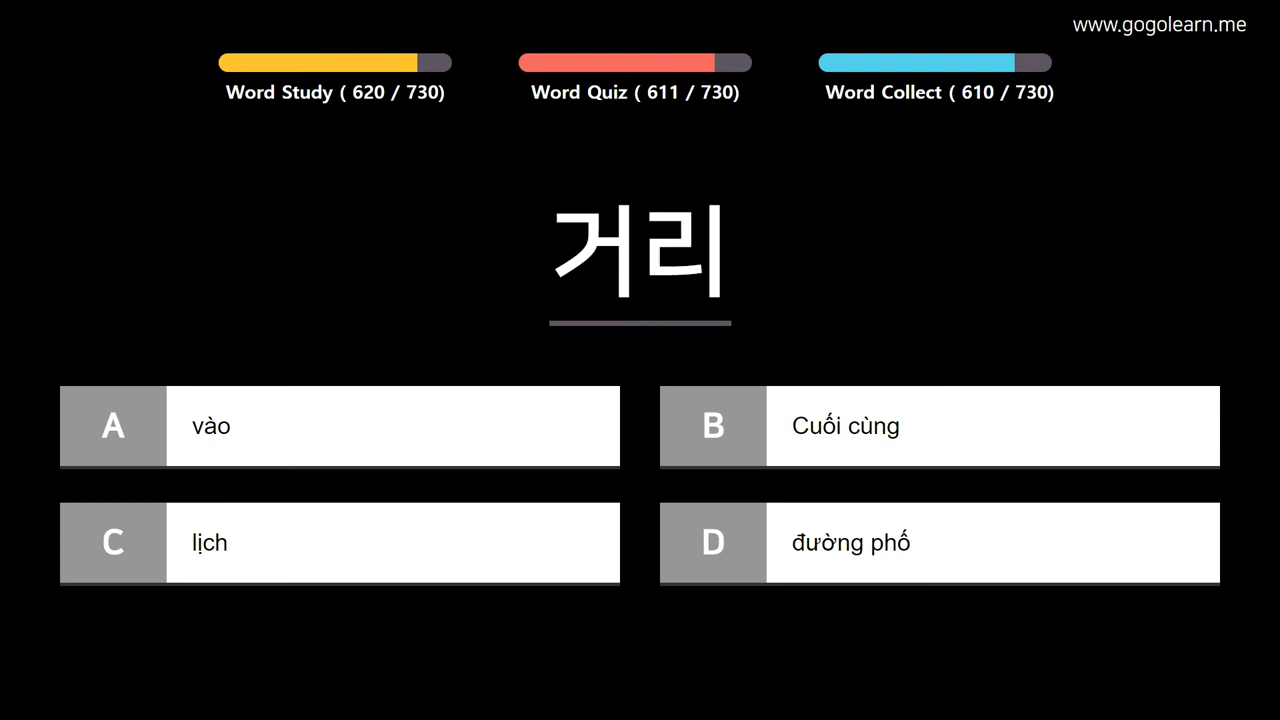 www.gogolearn.me
Word Study ( 620 / 730)
Word Quiz ( 611 / 730)
Word Collect ( 610 / 730)
거리
A
vào
B
Cuối cùng
C
lịch
D
đường phố